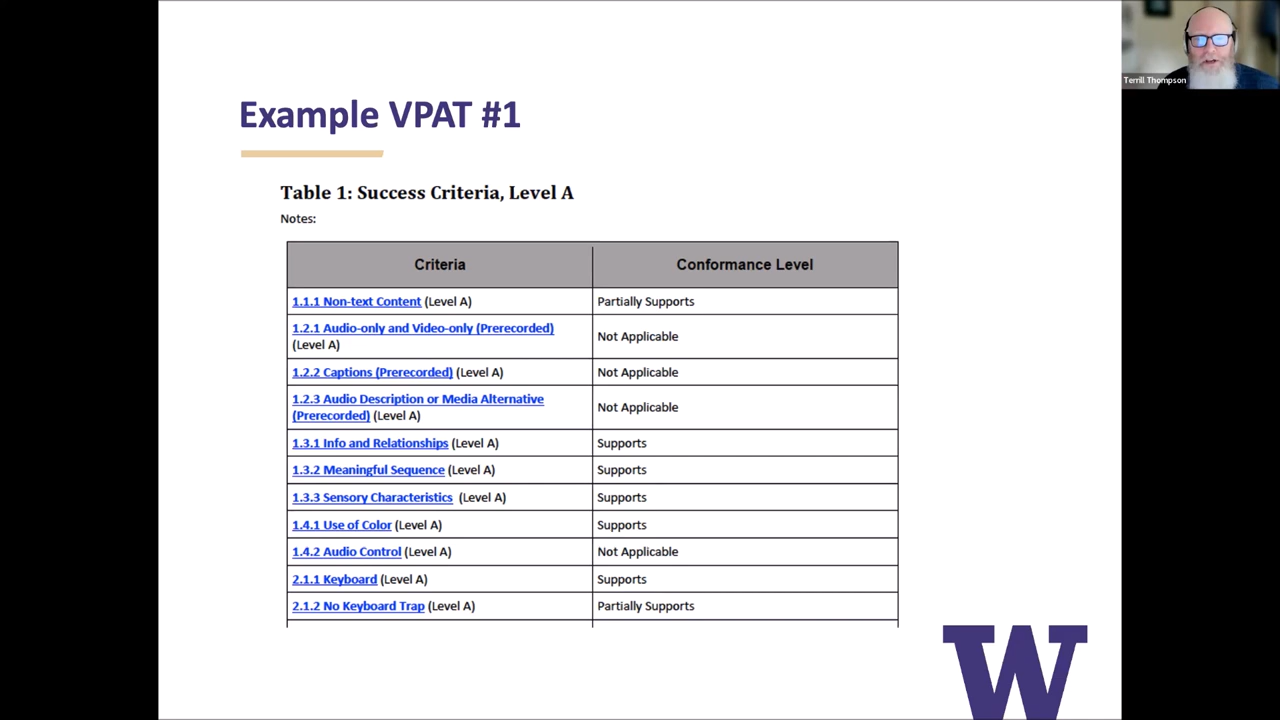 Terrill Thompson
Example VPAT #1
Table 1: Success Criteria, Level A
Notes:
Criteria Conformance Level
1.1.1 Non-text Content (Level A) Partially Supports
1.2.1 Audio-only and Video-only (Prerecorded)
(Level A) Not Applicable
1.2.2 Captions (Prerecorded) (Level A) Not Applicable
1.2.3 Audio Description or Media Alternative
(Prerecorded) (Level A) Not Applicable
1.3.1 Info and Relationships (Level A) Supports
1.3.2 Meaningful Sequence (Level A) Supports
1.3.3 Sensory Characteristics (Level A) Supports
1.4.1 Use of Color (Level A) Supports
1.4.2 Audio Control (Level A) Not Applicable
2.1.1 Keyboard (Level A) Supports
2.1.2 No Keyboard Trap (Level A) Partially Supports
W